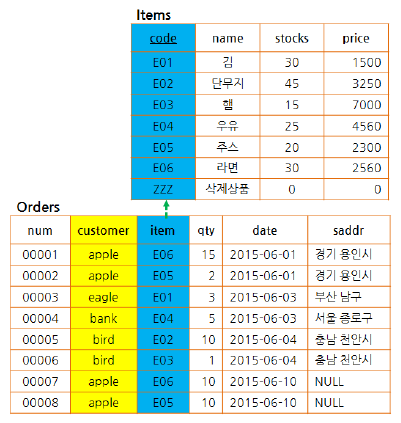 Items
code name stocks price
E01 김 30 1500
E02 단무지 45 3250
E03 햄 15 7000
E04 우유 25 4560
E05 주스 20 2300
E06 라면 30 2560
ZZZ 삭제상품 0 0
Orders
num customer item qty date saddr
00001 apple E06 15 2015-06-01 경기 용인시
00002 apple E05 2 2015-06-01 경기 용인시
00003 eagle E01 3 2015-06-03 부산 남구
00004 bank E04 5 2015-06-03 서울 종로구
00005 bird E02 10 2015-06-04 충남 천안시
00006 bird E03 1 2015-06-04 충남 천안시
00007 apple E06 10 2015-06-10 NULL
00008 apple E05 10 2015-06-10 NULL